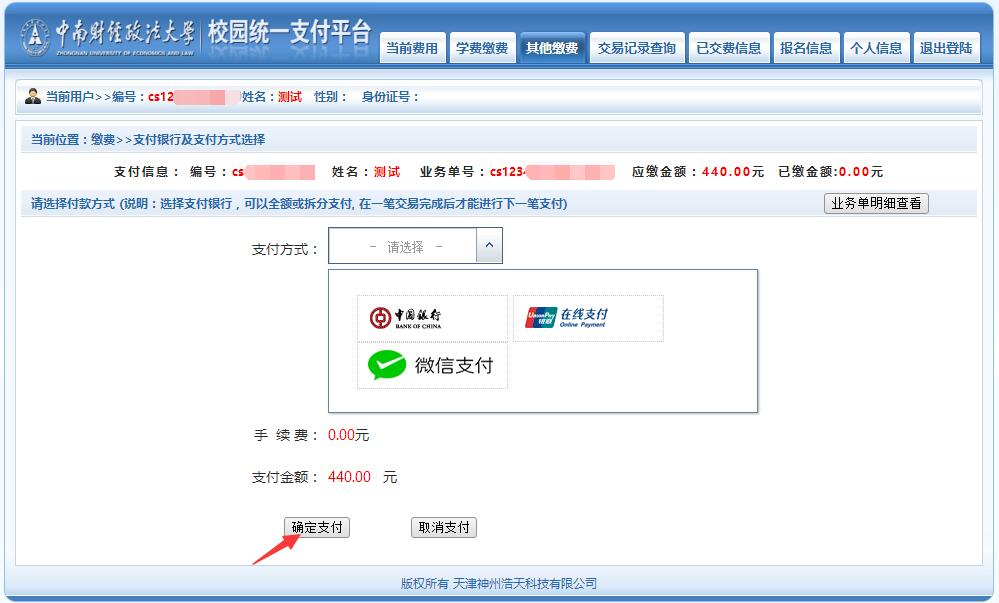 中南财经政法大学 校园统一支付平台
ZHONGNAN UNIVERSITY OF ECONOMICS AND LAW
当前费用 学费缴费 其他缴费 交易记录查询 已交费信息 报名信息 个人信息 退出登陆
当前用户>>编号：cs12 姓名：测试 性别： 身份证号：
当前位置：缴费>>支付银行及支付方式选择
支付信息： 编号：cs 姓名：测试 业务单号：cs1234 应缴金额：440.00元 已缴金额:0.00元
请选择付款方式 (说明：选择支付银行，可以全额或拆分支付, 在一笔交易完成后才能进行下一笔支付) 业务单明细查看
支付方式： － 请选择 －
中国银行 BANK OF CHINA
UnionPay 银联 在线支付 Online Payment
微信支付
手 续 费： 0.00元
支付金额： 440.00 元
确定支付 取消支付
版权所有 天津神州浩天科技有限公司